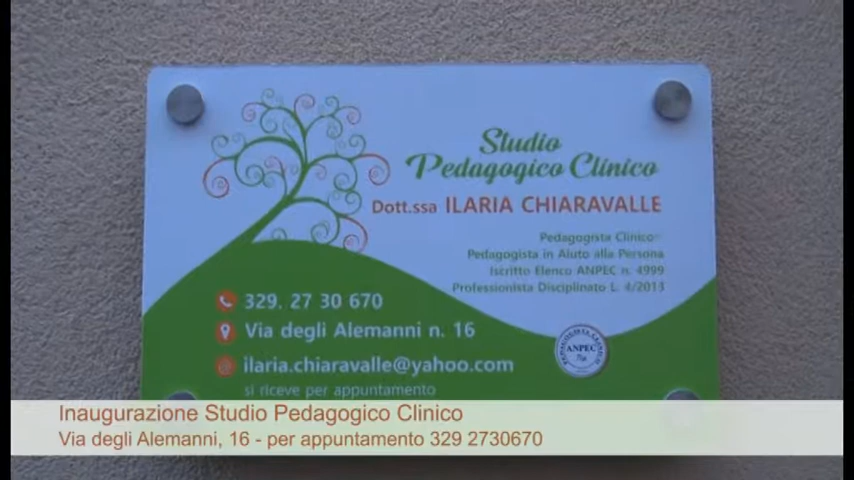 Studio
Pedagogico Clinico
Dott.ssa ILARIA CHIARAVALLE
Pedagogista Clinico
Pedagogista in Aiuto alla Persona
Iscritto Elenco ANPEC n. 4999
Professionista Disciplinato L. 4/2013
329. 27 30 670
Via degli Alemanni n. 16
ilaria.chiaravalle@yahoo.com
si riceve per appuntamento
PEDAGOGISTA CLINICO
ANPEC
Inaugurazione Studio Pedagogico Clinico
Via degli Alemanni, 16 - per appuntamento 329 2730670